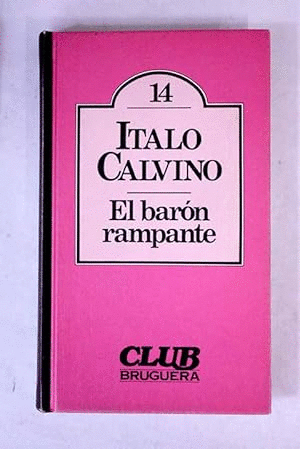 14
ITALO
CALVINO
El barón
rampante
CLUB
BRUGUERA